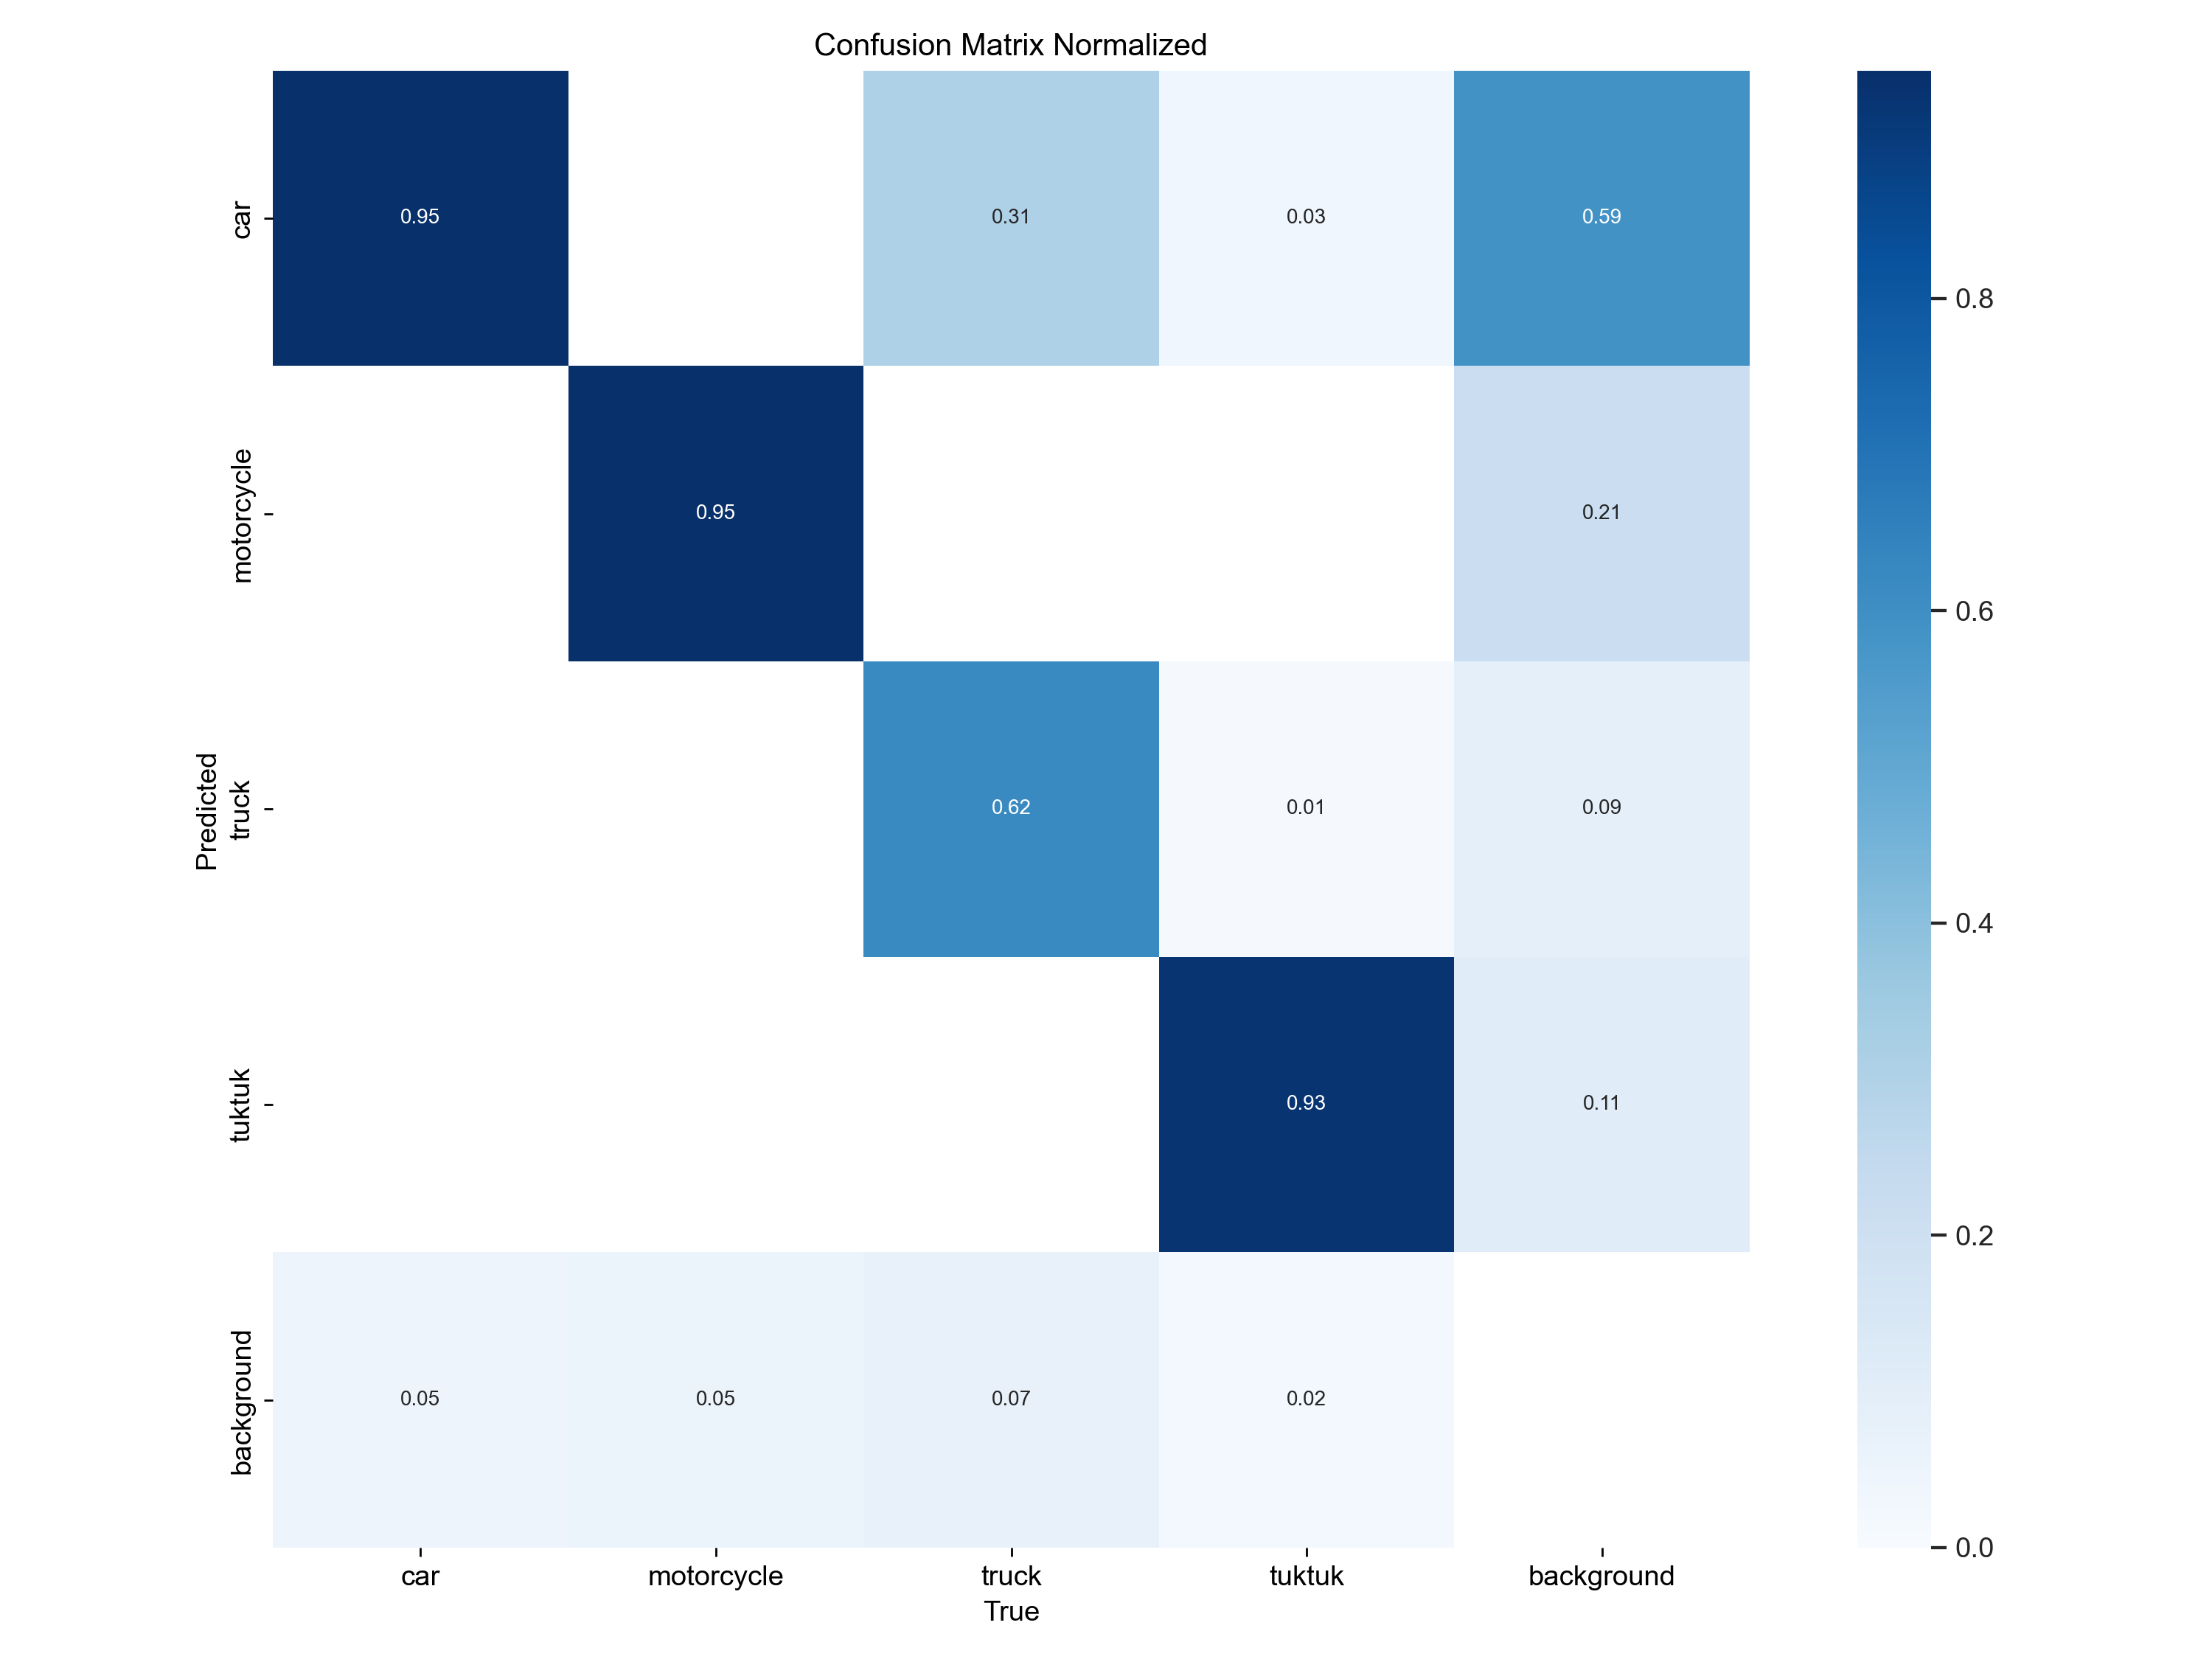 Confusion Matrix Normalized
car
0.95
0.31
0.03
0.59
motorcycle
0.95
0.21
Predicted
truck
0.62
0.01
0.09
tuktuk
0.93
0.11
background
0.05
0.05
0.07
0.02
car
motorcycle
truck
tuktuk
background
True
0.8
0.6
0.4
0.2
0.0